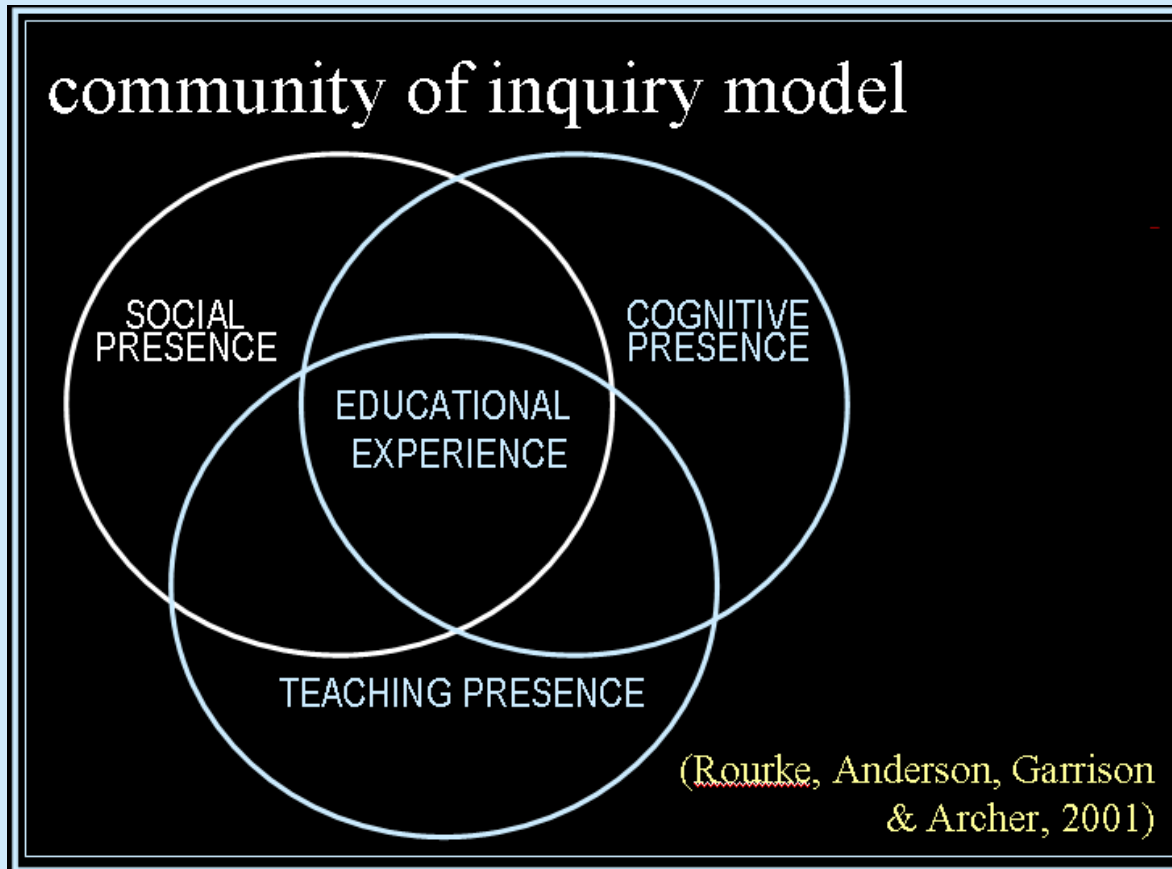 community of inquiry model
SOCIAL
PRESENCE
COGNITIVE
PRESENCE
EDUCATIONAL
EXPERIENCE
TEACHING PRESENCE
(Rourke, Anderson, Garrison
& Archer, 2001)